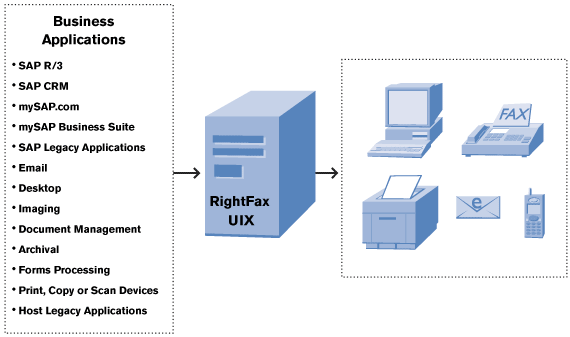 Business
Applications
• SAP R/3
• SAP CRM
• mySAP.com
• mySAP Business Suite
• SAP Legacy Applications
• Email
• Desktop
• Imaging
• Document Management
• Archival
• Forms Processing
• Print, Copy or Scan Devices
• Host Legacy Applications
RightFax
UIX
FAX
e